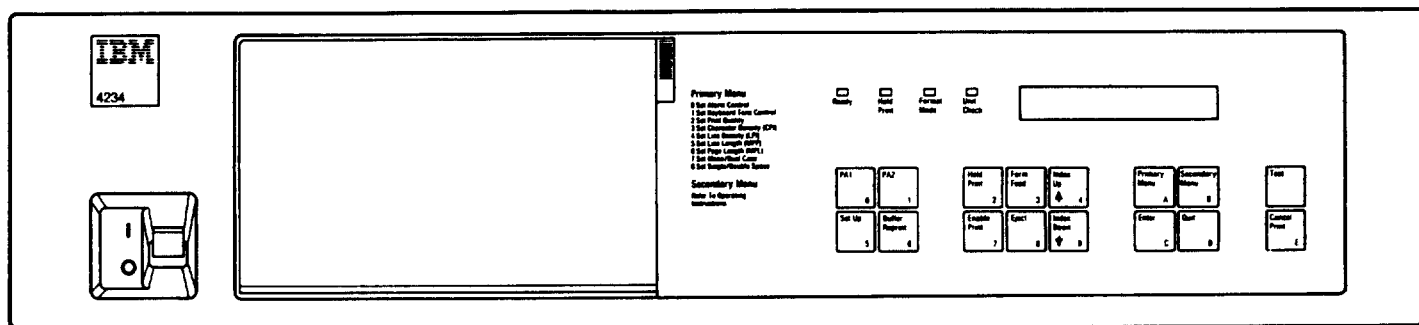 IBM
4234
Primary Menu
0 Set Alarm Control
1 Set Keyboard Tone Control
2 Set Print Quality
3 Set Character Density (CPI)
4 Set Line Density (LPI)
5 Set Line Length (MPP)
6 Set Page Length (MPL)
7 Set Mono/Dual Case
8 Set Single/Double Space
Secondary Menu
Refer To Operating
Instructions
Ready
Hold
Print
Format
Mode
Unit
Check
PA1
0
PA2
1
Hold
Print
2
Form
Feed
3
Index
Up
4
Primary
Menu
A
Secondary
Menu
B
Test
Set Up
5
Buffer
Reprint
6
Enable
Print
7
Eject
8
Index
Down
9
Enter
C
Quit
D
Cancel
Print
E